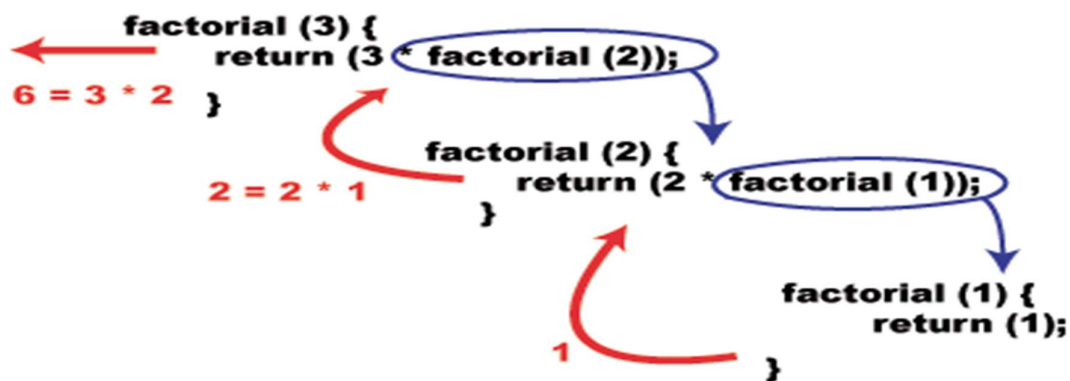 factorial (3) {
return (3 * factorial (2));
6 = 3 * 2
}
factorial (2) {
return (2 * factorial (1));
2 = 2 * 1
}
factorial (1) {
return (1);
1
}